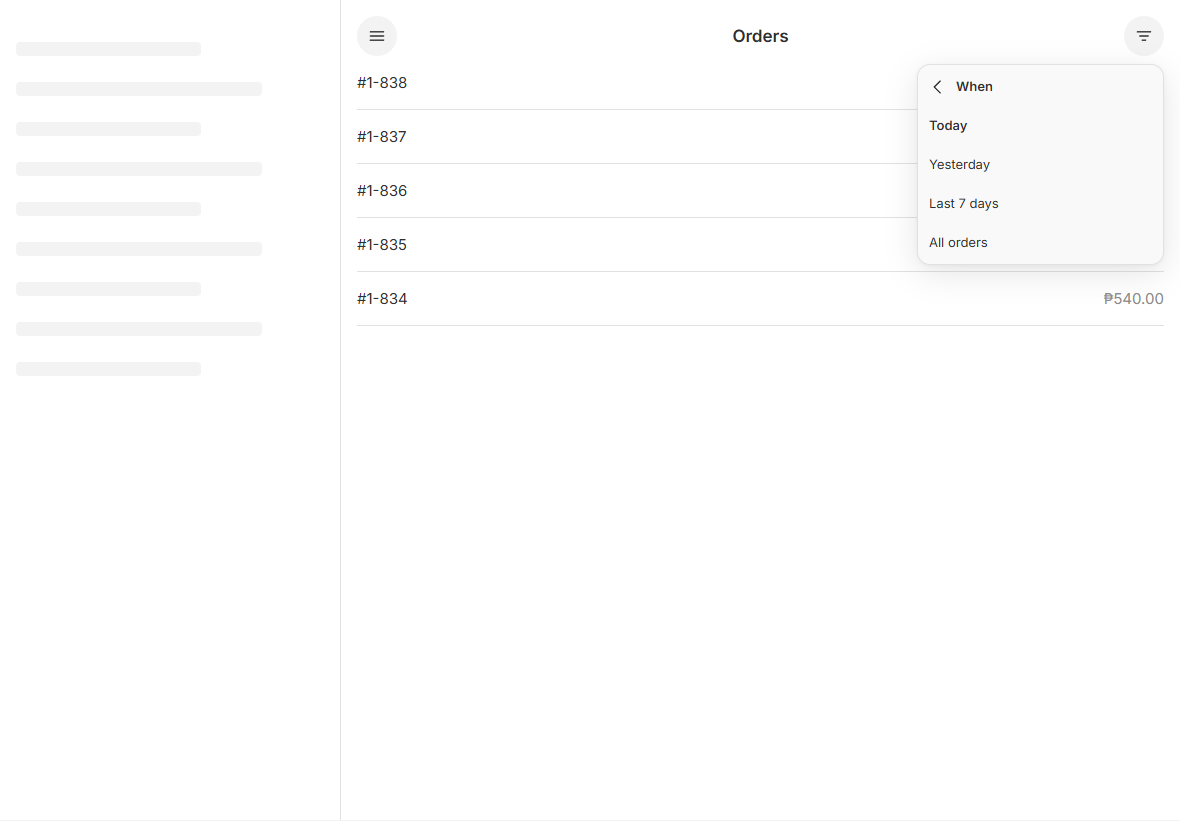 Orders
#1-838
When
Today
#1-837
Yesterday
#1-836
Last 7 days
#1-835
All orders
#1-834 ₱540.00